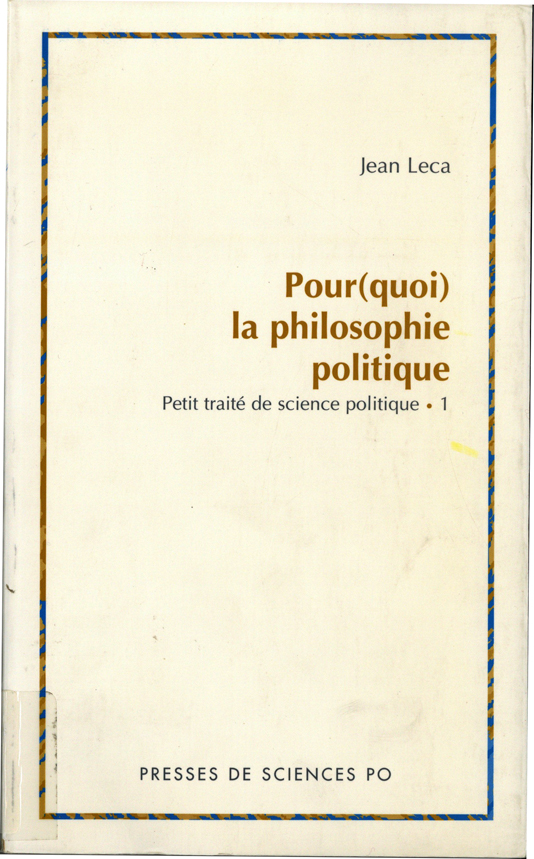 Jean Leca
Pour(quoi)
la philosophie
politique
Petit traité de science politique • 1
PRESSES DE SCIENCES PO